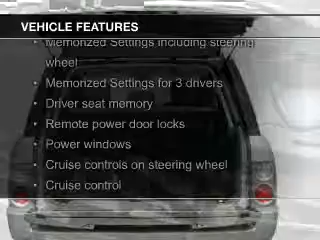 VEHICLE FEATURES
• Memorized Settings including steering
wheel
• Memorized Settings for 3 drivers
• Driver seat memory
• Remote power door locks
• Power windows
• Cruise controls on steering wheel
• Cruise control